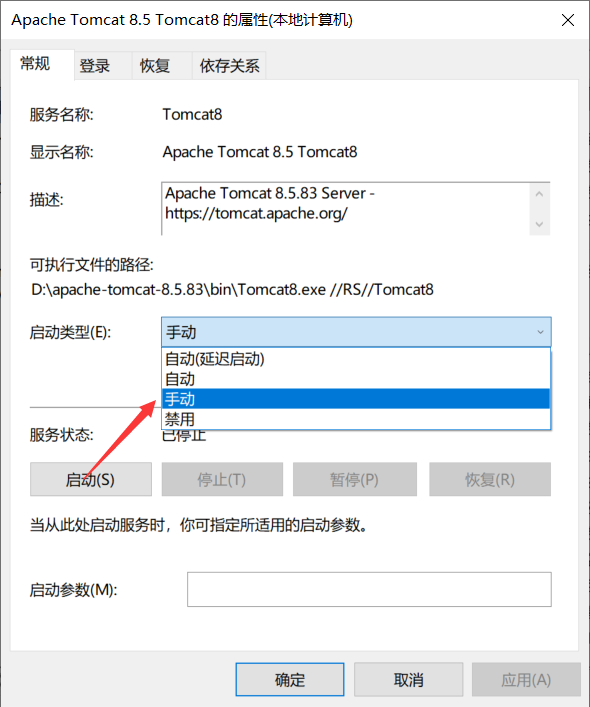 Apache Tomcat 8.5 Tomcat8 的属性(本地计算机)
常规 登录 恢复 依存关系
服务名称: Tomcat8
显示名称: Apache Tomcat 8.5 Tomcat8
描述: Apache Tomcat 8.5.83 Server -
https://tomcat.apache.org/
可执行文件的路径:
D:\apache-tomcat-8.5.83\bin\Tomcat8.exe //RS//Tomcat8
启动类型(E): 手动
自动(延迟启动)
自动
手动
禁用
服务状态: 已停止
启动(S) 停止(T) 暂停(P) 恢复(R)
当从此处启动服务时，你可指定所适用的启动参数。
启动参数(M):
确定 取消 应用(A)